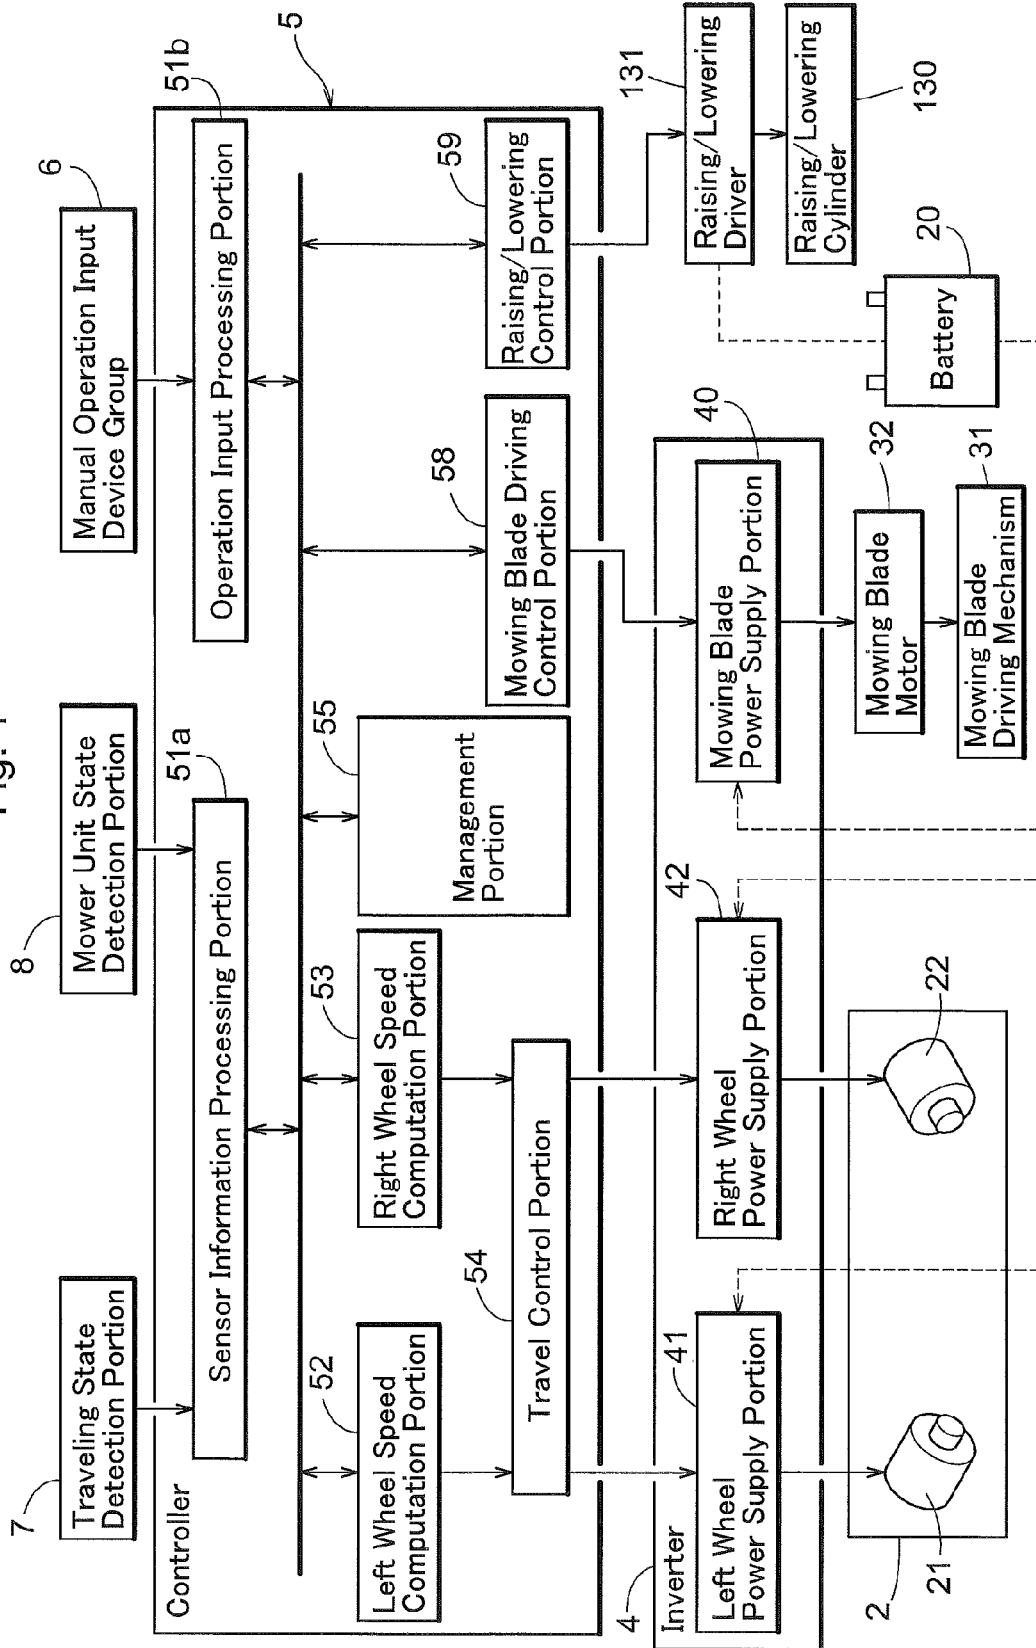 Fig.
7
Traveling State
Detection Portion
8
Mower Unit State
Detection Portion
6
Manual Operation Input
Device Group
Controller
Sensor Information Processing Portion
51a
Operation Input Processing Portion
51b
5
52
Left Wheel Speed
Computation Portion
53
Right Wheel Speed
Computation Portion
55
Management
Portion
54
Travel Control Portion
58
Mowing Blade Driving
Control Portion
59
Raising/Lowering
Control Portion
4
Inverter
41
Left Wheel
Power Supply Portion
42
Right Wheel
Power Supply Portion
40
Mowing Blade
Power Supply Portion
131
Raising/Lowering
Driver
Raising/Lowering
Cylinder
130
2
21
22
32
Mowing Blade
Motor
31
Mowing Blade
Driving Mechanism
20
Battery